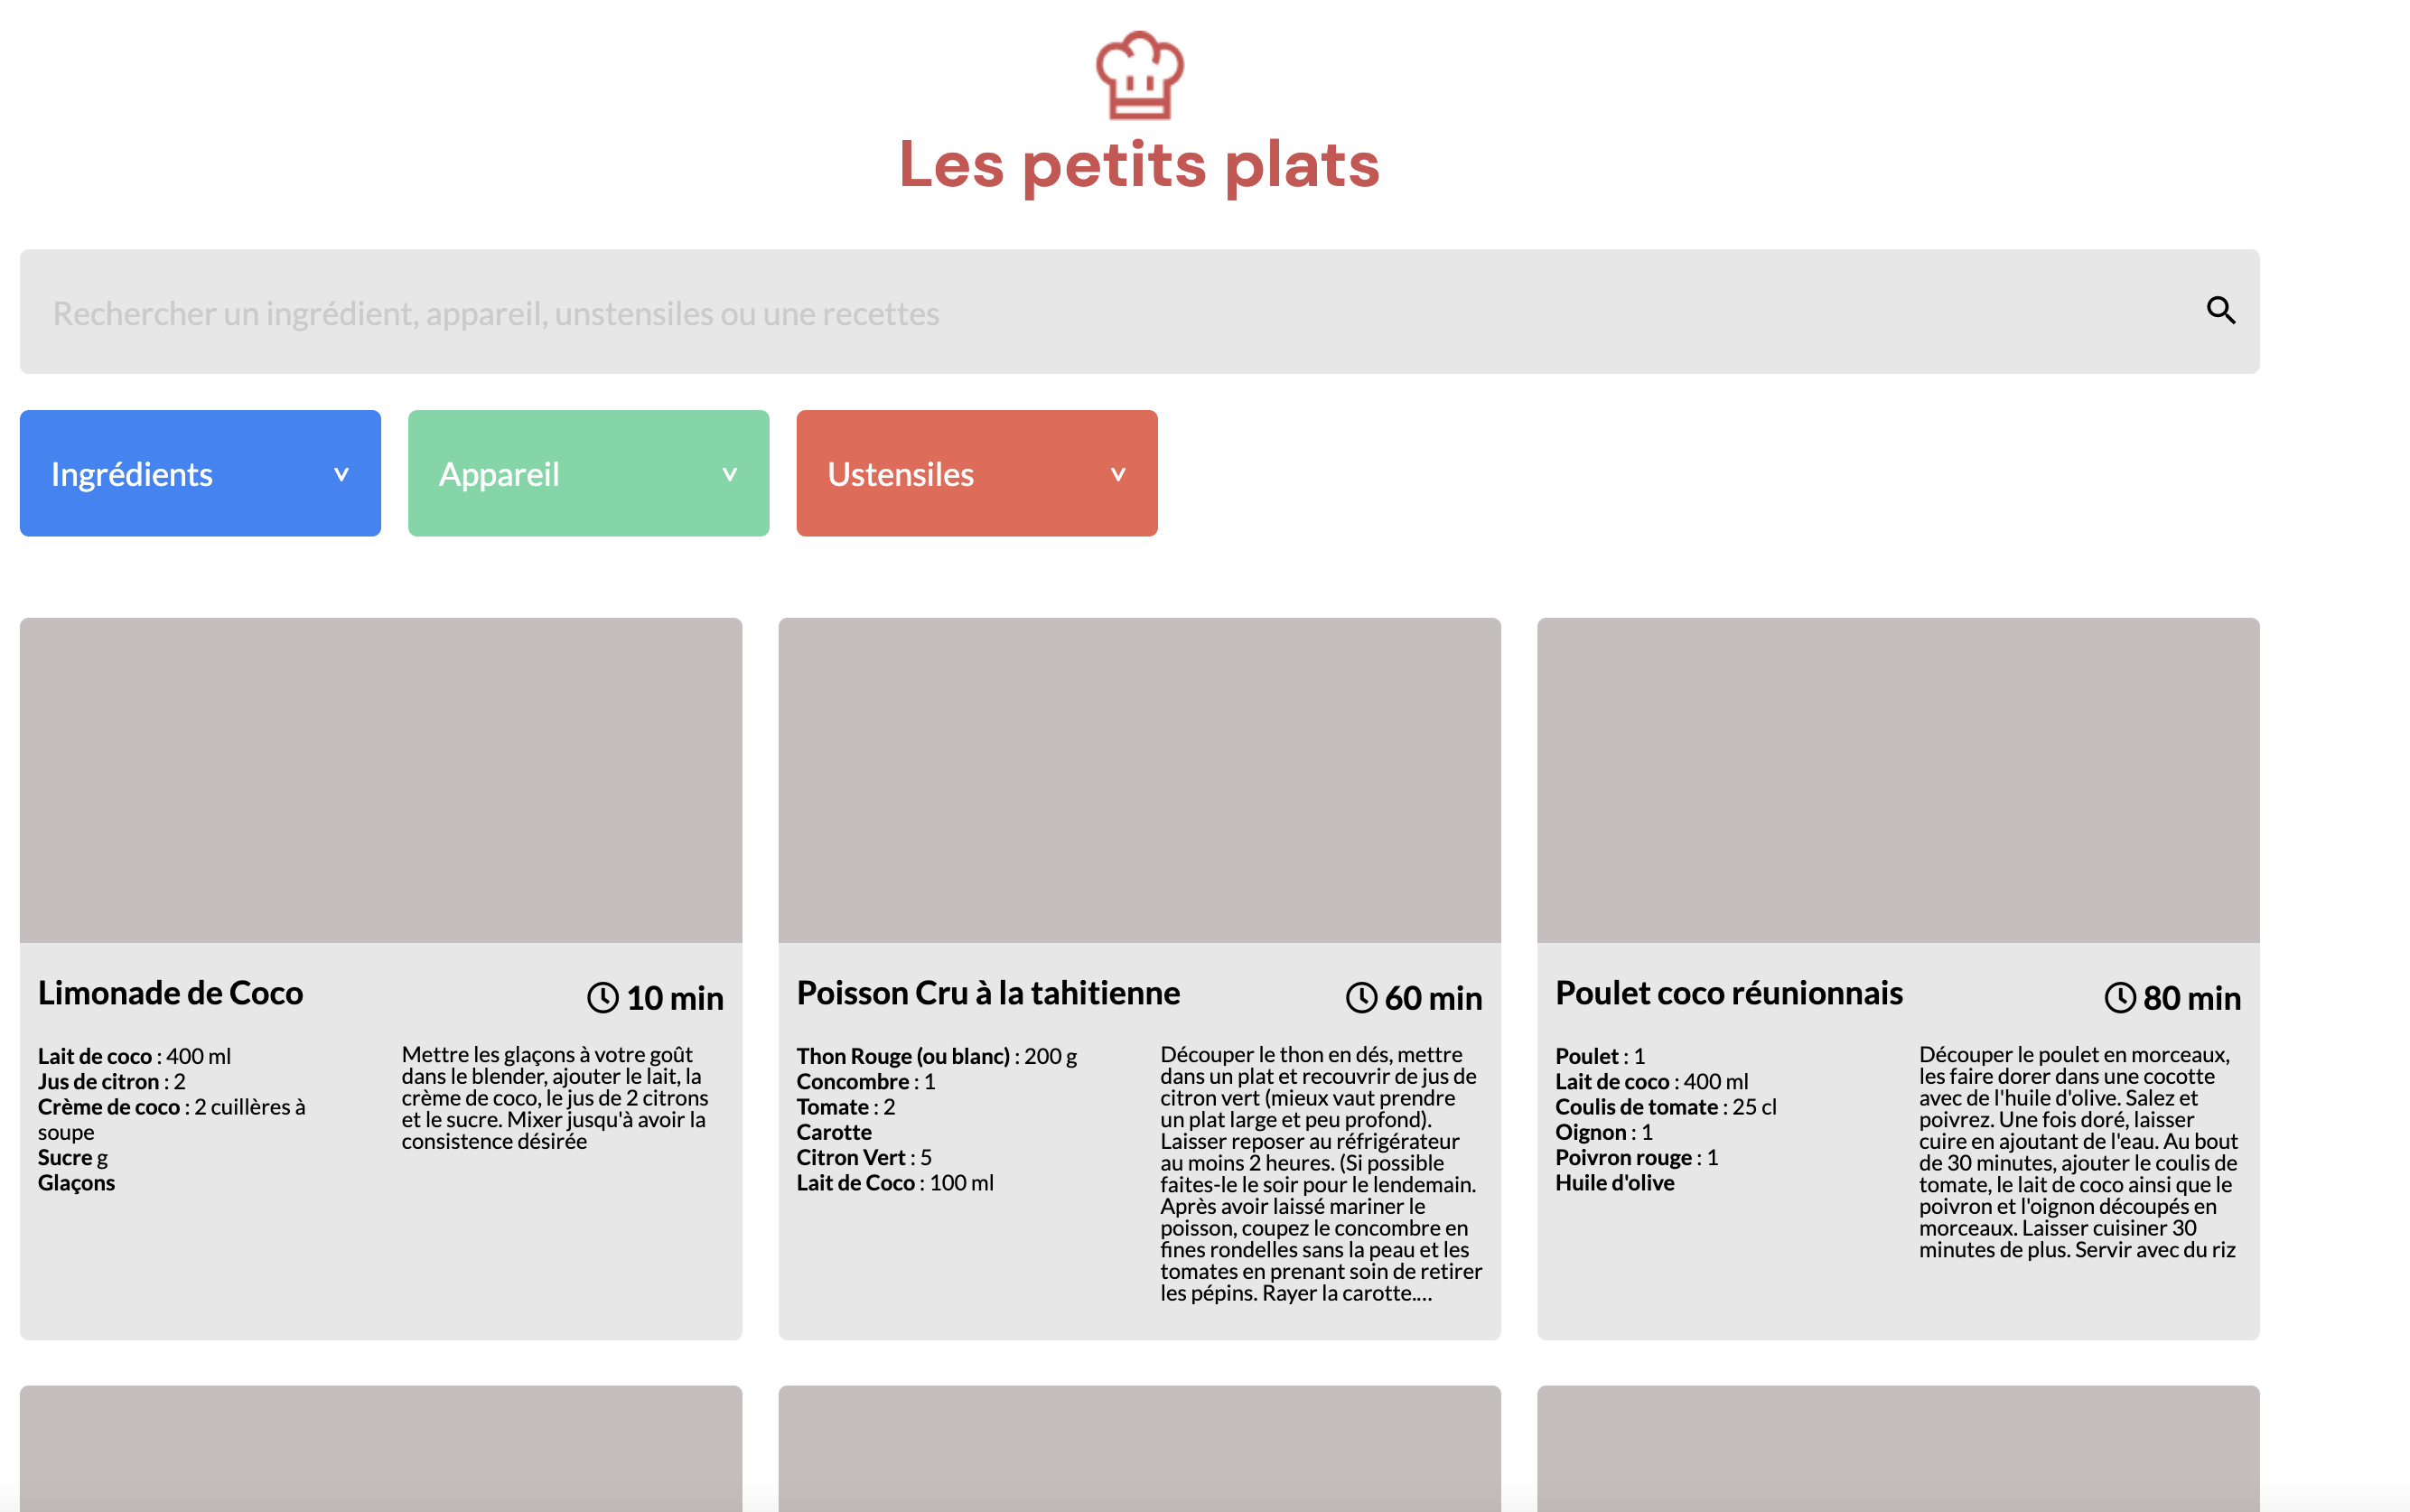 Les petits plats
Rechercher un ingrédient, appareil, unstensiles ou une recettes
Ingrédients v
Appareil v
Ustensiles v
Limonade de Coco
10 min
Lait de coco : 400 ml
Jus de citron : 2
Crème de coco : 2 cuillères à
soupe
Sucre g
Glaçons
Mettre les glaçons à votre goût
dans le blender, ajouter le lait, la
crème de coco, le jus de 2 citrons
et le sucre. Mixer jusqu'à avoir la
consistence désirée
Poisson Cru à la tahitienne
60 min
Thon Rouge (ou blanc) : 200 g
Concombre : 1
Tomate : 2
Carotte
Citron Vert : 5
Lait de Coco : 100 ml
Découper le thon en dés, mettre
dans un plat et recouvrir de jus de
citron vert (mieux vaut prendre
un plat large et peu profond).
Laisser reposer au réfrigérateur
au moins 2 heures. (Si possible
faites-le le soir pour le lendemain.
Après avoir laissé mariner le
poisson, coupez le concombre en
fines rondelles sans la peau et les
tomates en prenant soin de retirer
les pépins. Rayer la carotte.…
Poulet coco réunionnais
80 min
Poulet : 1
Lait de coco : 400 ml
Coulis de tomate : 25 cl
Oignon : 1
Poivron rouge : 1
Huile d'olive
Découper le poulet en morceaux,
les faire dorer dans une cocotte
avec de l'huile d'olive. Salez et
poivrez. Une fois doré, laisser
cuire en ajoutant de l'eau. Au bout
de 30 minutes, ajouter le coulis de
tomate, le lait de coco ainsi que le
poivron et l'oignon découpés en
morceaux. Laisser cuisiner 30
minutes de plus. Servir avec du riz